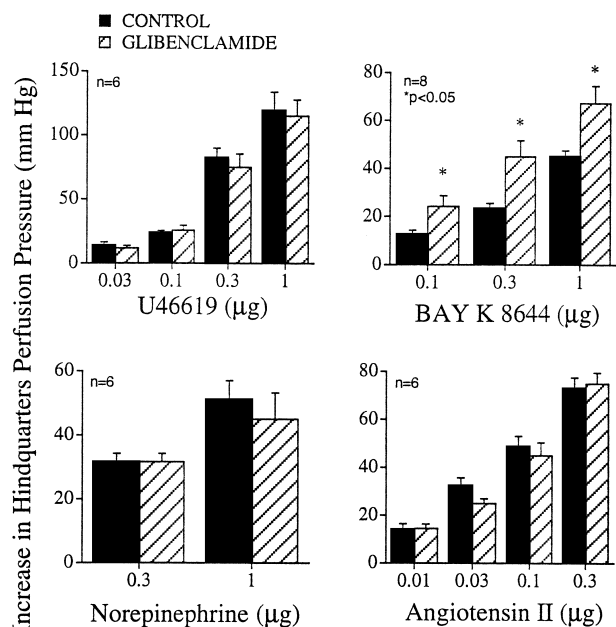 CONTROL
GLIBENCLAMIDE
Increase in Hindquarters Perfusion Pressure (mm Hg)
150
100
50
0
n=6
0.03 0.1 0.3 1
U46619 (µg)
80
60
40
20
0
n=8
*p<0.05
* * *
0.1 0.3 1
BAY K 8644 (µg)
60
40
20
0
n=6
0.3 1
Norepinephrine (µg)
80
60
40
20
0
n=6
0.01 0.03 0.1 0.3
Angiotensin II (µg)